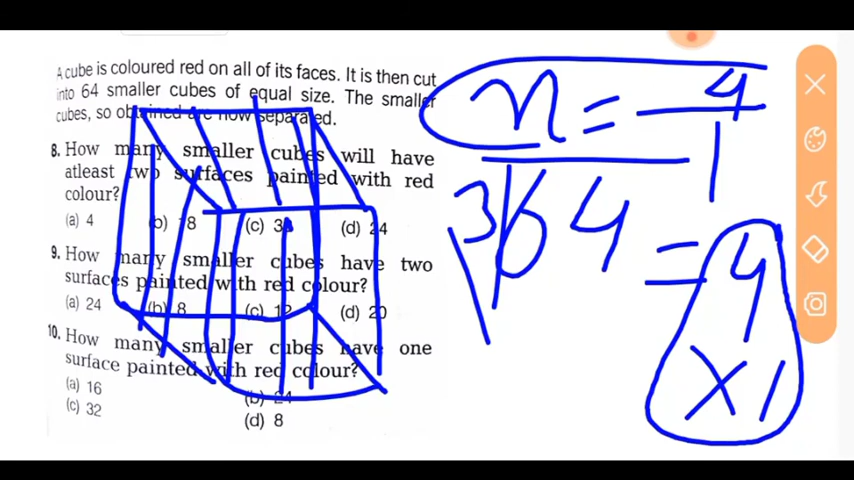 A cube is coloured red on all of its faces. It is then cut
into 64 smaller cubes of equal size. The smaller
cubes, so obtained are now separated.
8. How many smaller cubes will have
atleast two surfaces painted with red
colour?
(a) 4 (b) 18 (c) (d) 24
9. How many smaller cubes have two
surfaces painted with red colour?
(a) 24 (b) 8 (c) 12 (d) 20
10. How many smaller cubes have one
surface painted with red colour?
(a) 16 (b) 24
(c) 32 (d) 8
n = 4
1
3 64 = 4
x 1